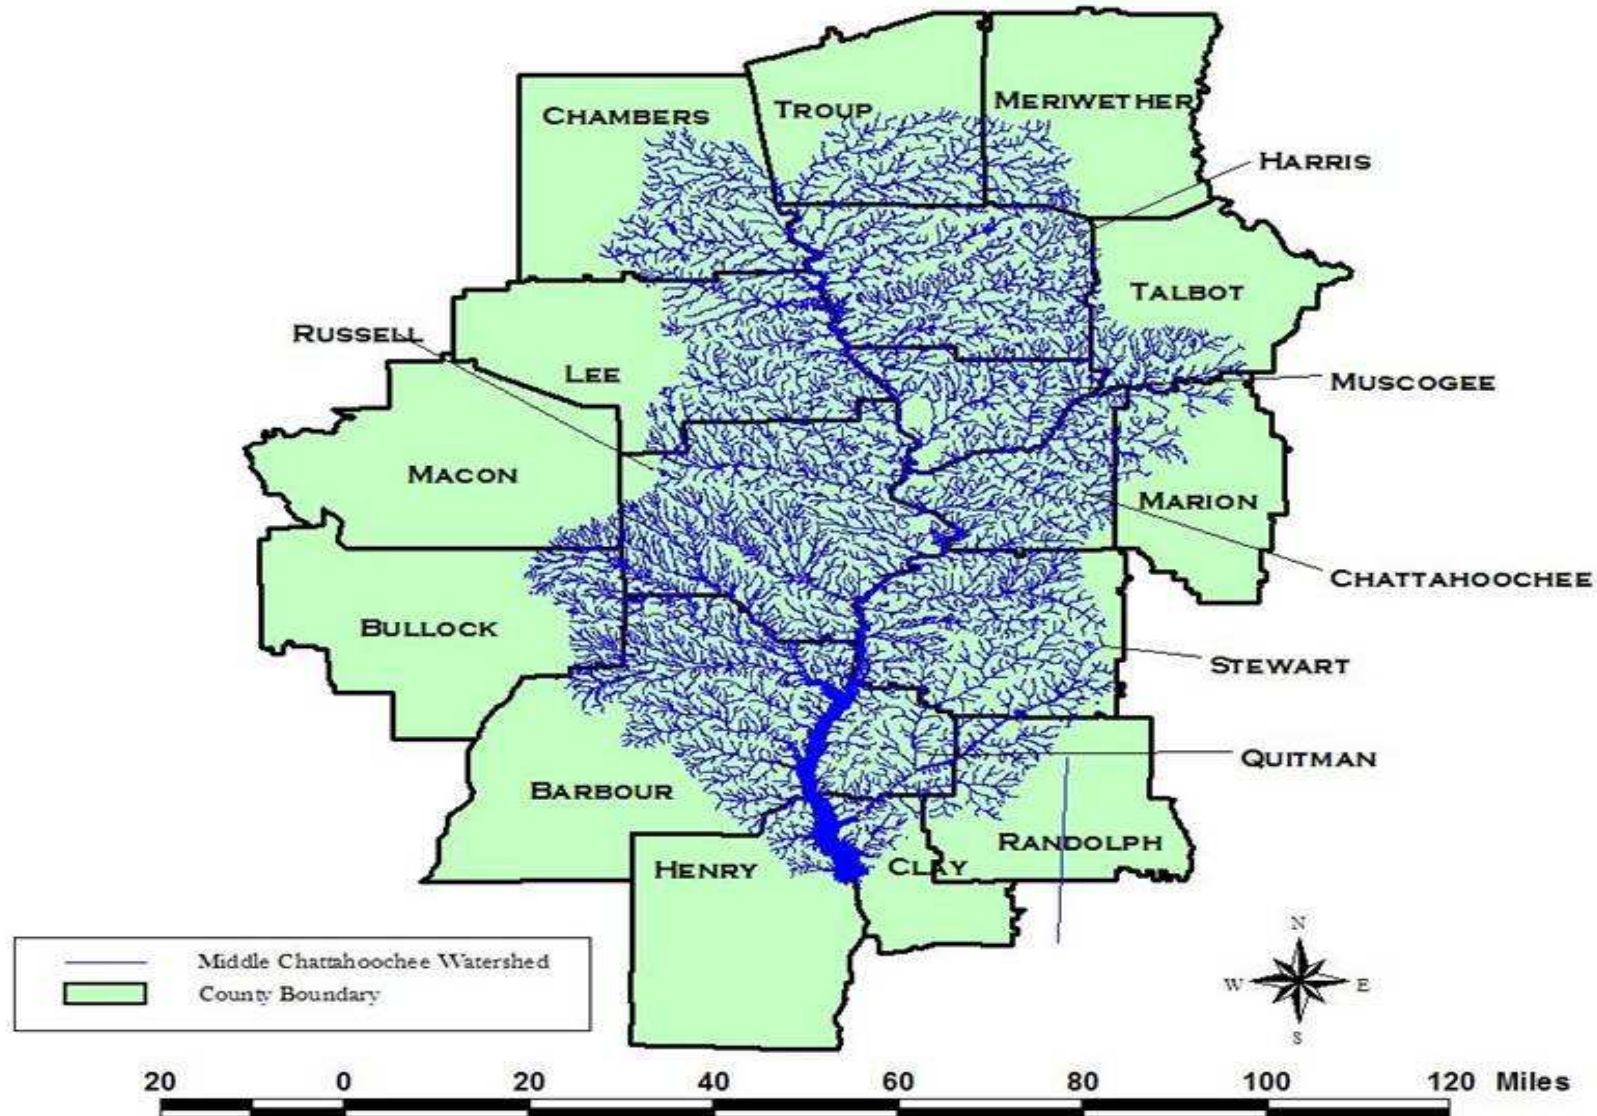 TROUP
MERIWETHER
CHAMBERS
HARRIS
TALBOT
RUSSELL
LEE
MUSCOGEE
MACON
MARION
CHATTAHOOCHEE
BULLOCK
STEWART
QUITMAN
BARBOUR
RANDOLPH
HENRY
CLAY
Middle Chattahoochee Watershed
County Boundary
N
W E
S
20 0 20 40 60 80 100 120 Miles